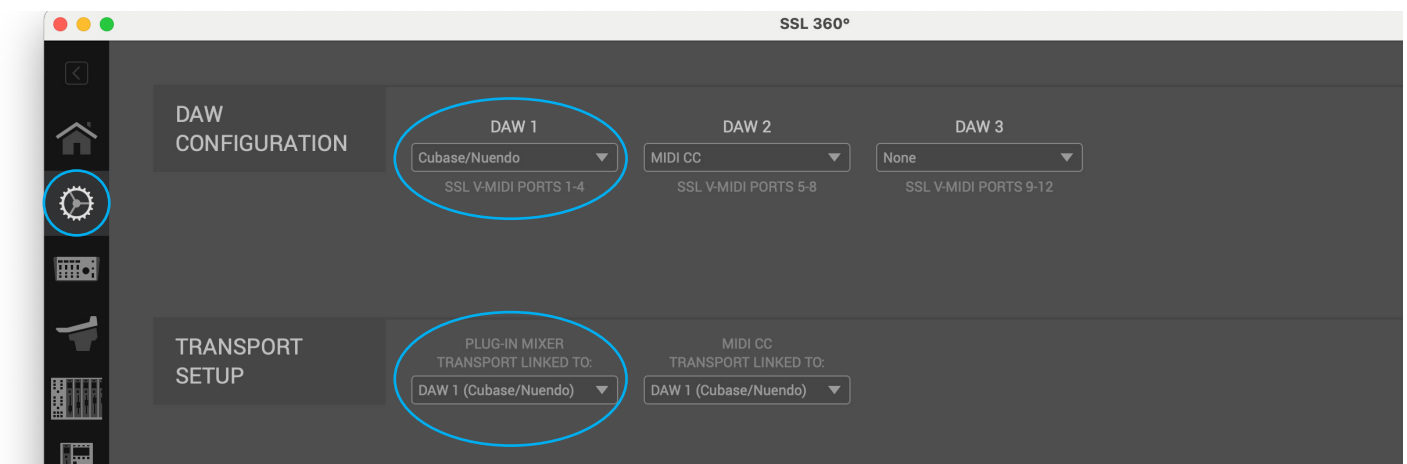 SSL 360°
DAW
CONFIGURATION
DAW 1
Cubase/Nuendo
SSL V-MIDI PORTS 1-4
DAW 2
MIDI CC
SSL V-MIDI PORTS 5-8
DAW 3
None
SSL V-MIDI PORTS 9-12
TRANSPORT
SETUP
PLUG-IN MIXER
TRANSPORT LINKED TO:
DAW 1 (Cubase/Nuendo)
MIDI CC
TRANSPORT LINKED TO:
DAW 1 (Cubase/Nuendo)